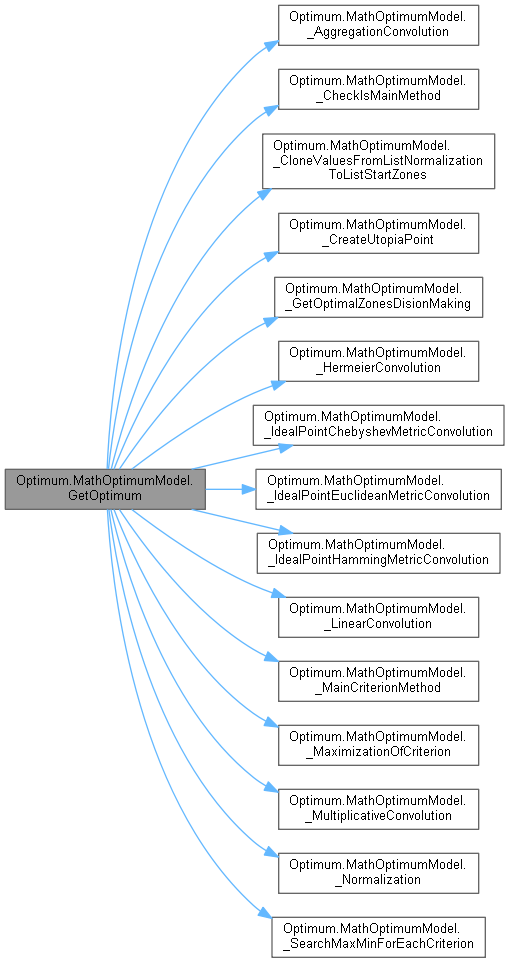 Optimum.MathOptimumModel.
_AggregationConvolution
Optimum.MathOptimumModel.
_CheckIsMainMethod
Optimum.MathOptimumModel.
_CloneValuesFromListNormalization
ToListStartZones
Optimum.MathOptimumModel.
_CreateUtopiaPoint
Optimum.MathOptimumModel.
_GetOptimalZonesDisionMaking
Optimum.MathOptimumModel.
_HermeierConvolution
Optimum.MathOptimumModel.
_IdealPointChebyshevMetricConvolution
Optimum.MathOptimumModel.
GetOptimum
Optimum.MathOptimumModel.
_IdealPointEuclideanMetricConvolution
Optimum.MathOptimumModel.
_IdealPointHammingMetricConvolution
Optimum.MathOptimumModel.
_LinearConvolution
Optimum.MathOptimumModel.
_MainCriterionMethod
Optimum.MathOptimumModel.
_MaximizationOfCriterion
Optimum.MathOptimumModel.
_MultiplicativeConvolution
Optimum.MathOptimumModel.
_Normalization
Optimum.MathOptimumModel.
_SearchMaxMinForEachCriterion